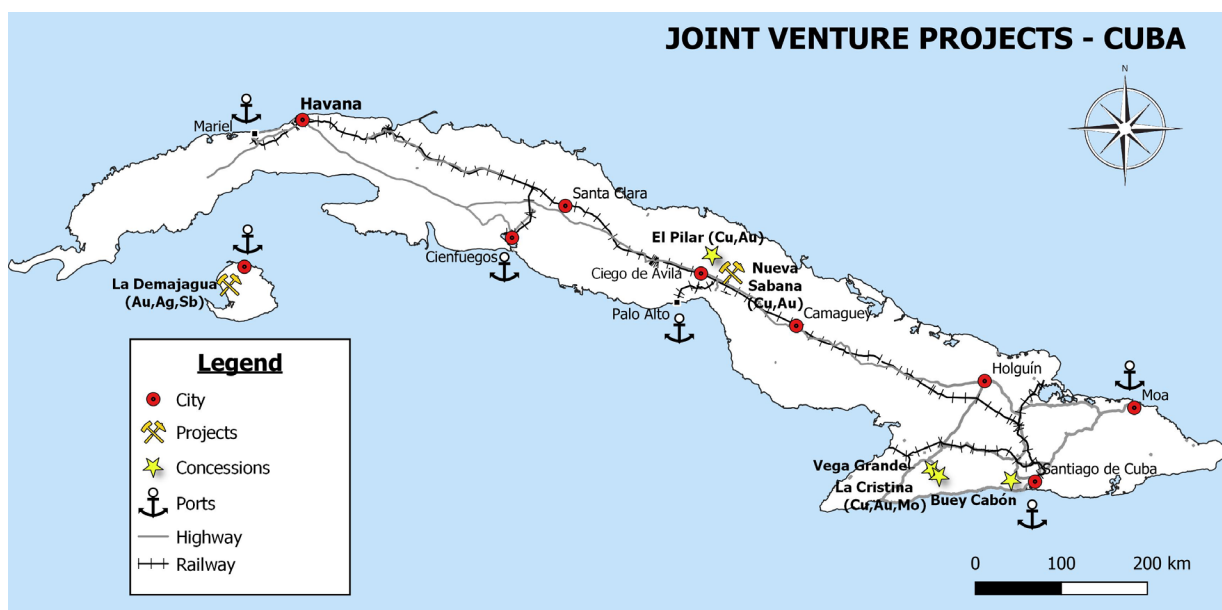 JOINT VENTURE PROJECTS - CUBA
N
Havana
Mariel
Santa Clara
El Pilar (Cu,Au)
Cienfuegos
Ciego de Ávila
Nueva
Sabana
(Cu,Au)
La Demajagua
(Au,Ag,Sb)
Palo Alto
Camaguey
Legend
City
Projects
Concessions
Ports
Highway
Railway
Holguín
Moa
Vega Grande
Santiago de Cuba
La Cristina
(Cu,Au,Mo)
Buey Cabón
0 100 200 km